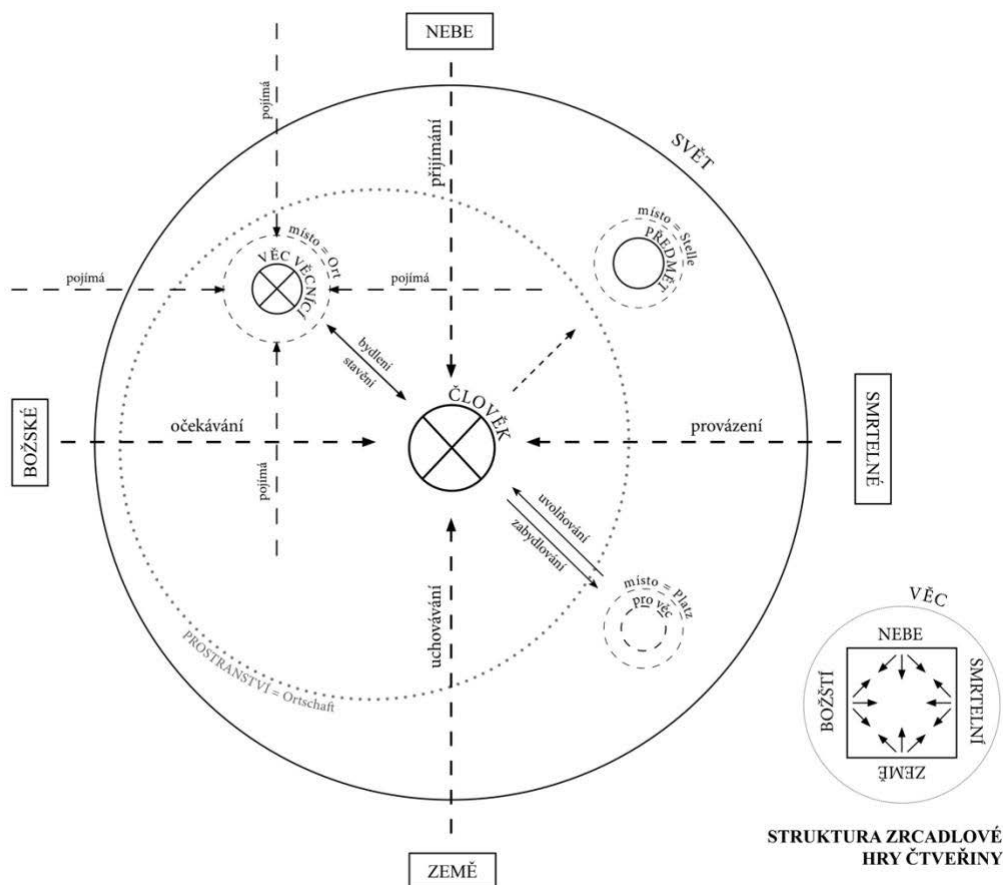 NEBE
pojímá
přijímání
SVĚT
místo = Ort
VĚC VĚCNÍCÍ
místo = Stelle
PŘEDMĚT
pojímá
pojímá
bydlení
stavění
ČLOVĚK
BOŽSKÉ
očekávání
provázení
SMRTELNÉ
pojímá
uvolňování
zabydlování
místo = Platz
pro věc
uchovávání
PROSTRANSTVÍ = Ortschaft
ZEMĚ
VĚC
NEBE
BOŽŠTÍ
SMRTELNÍ
ZEMĚ
STRUKTURA ZRCADLOVÉ
HRY ČTVEŘINY